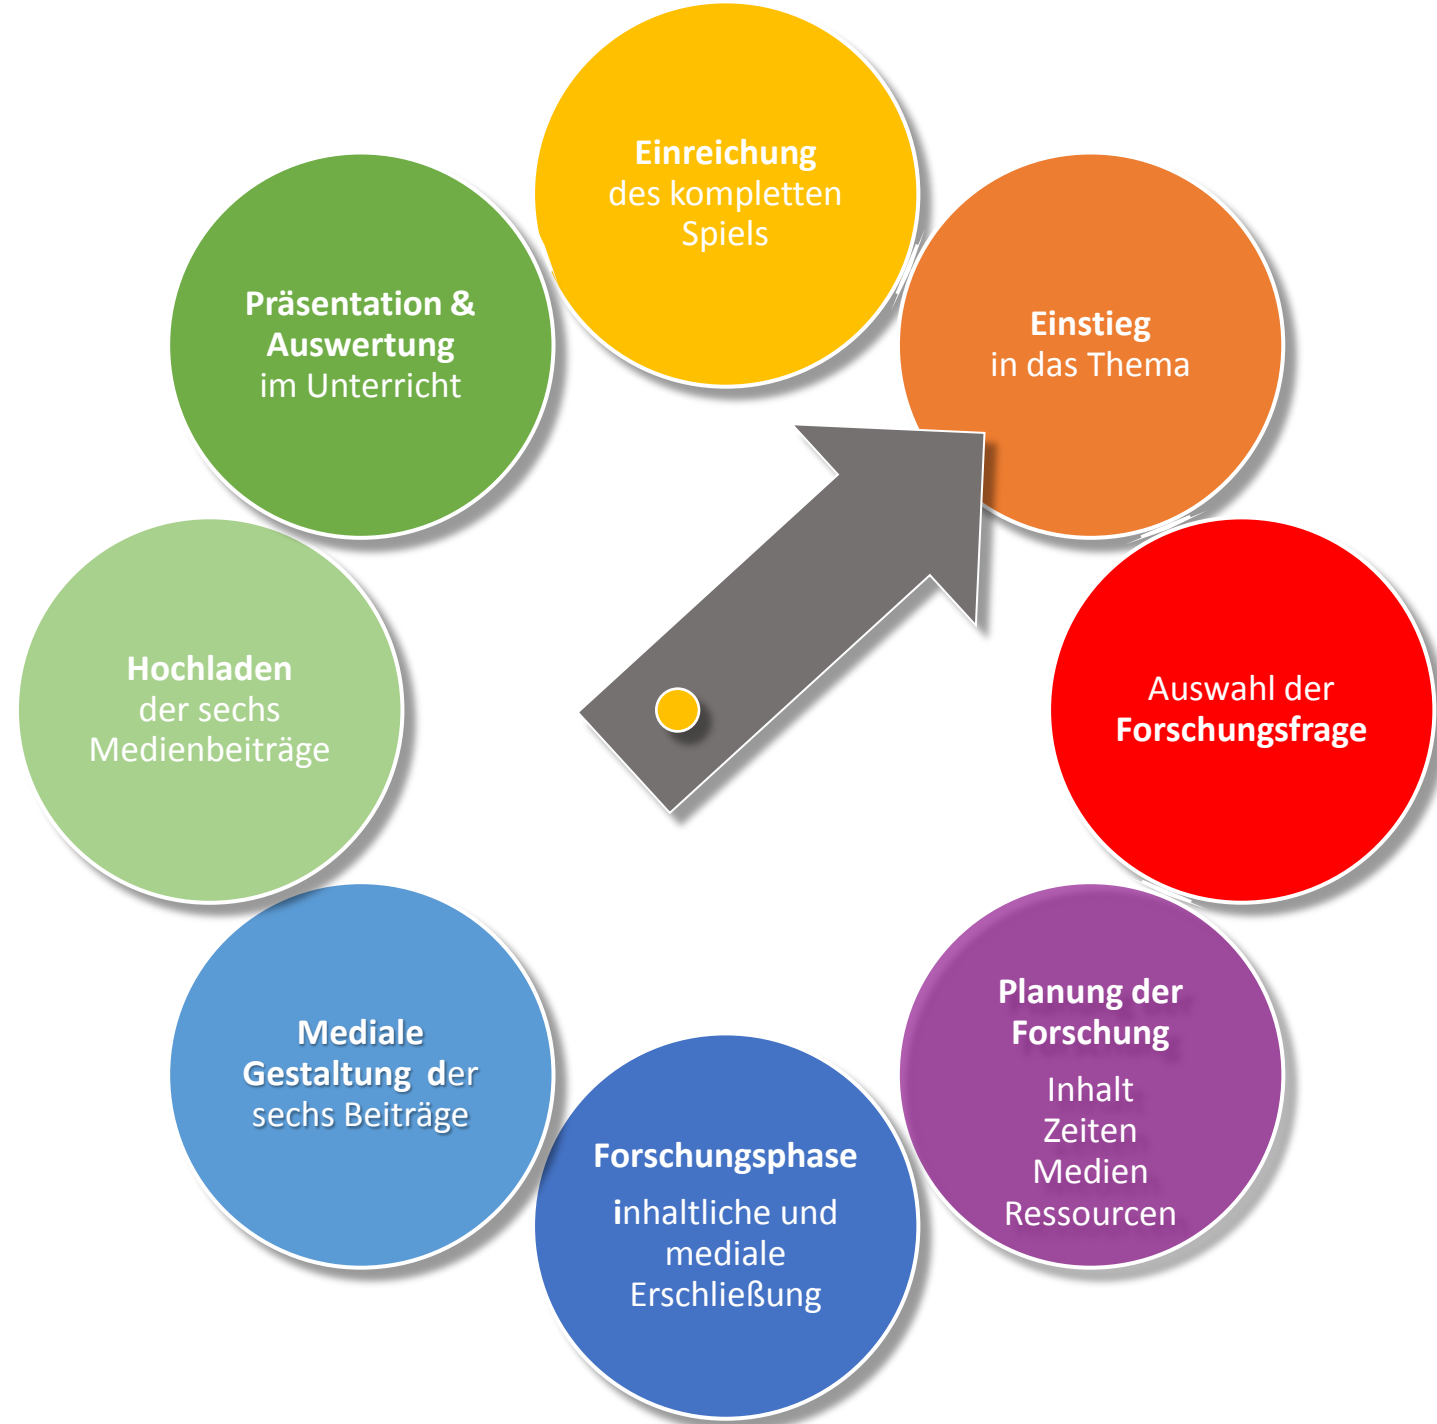 Einreichung
des kompletten
Spiels
Einstieg
in das Thema
Auswahl der
Forschungsfrage
Planung der
Forschung
Inhalt
Zeiten
Medien
Ressourcen
Forschungsphase
inhaltliche und
mediale
Erschließung
Mediale
Gestaltung der
sechs Beiträge
Hochladen
der sechs
Medienbeiträge
Präsentation &
Auswertung
im Unterricht